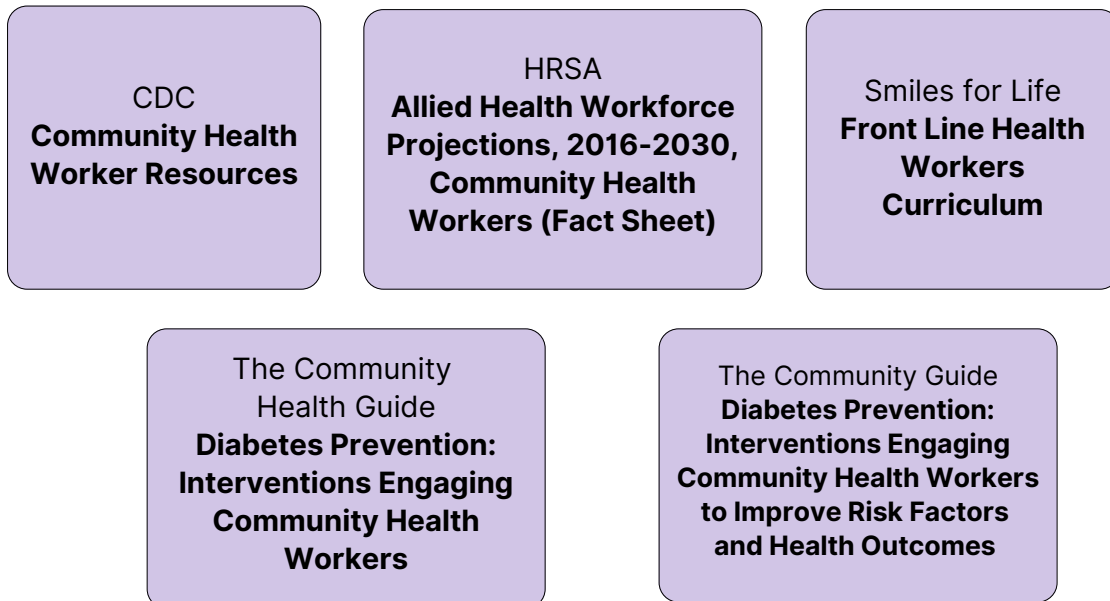 CDC
Community Health
Worker Resources
HRSA
Allied Health Workforce
Projections, 2016-2030,
Community Health
Workers (Fact Sheet)
Smiles for Life
Front Line Health
Workers
Curriculum
The Community
Health Guide
Diabetes Prevention:
Interventions Engaging
Community Health
Workers
The Community Guide
Diabetes Prevention:
Interventions Engaging
Community Health Workers
to Improve Risk Factors
and Health Outcomes